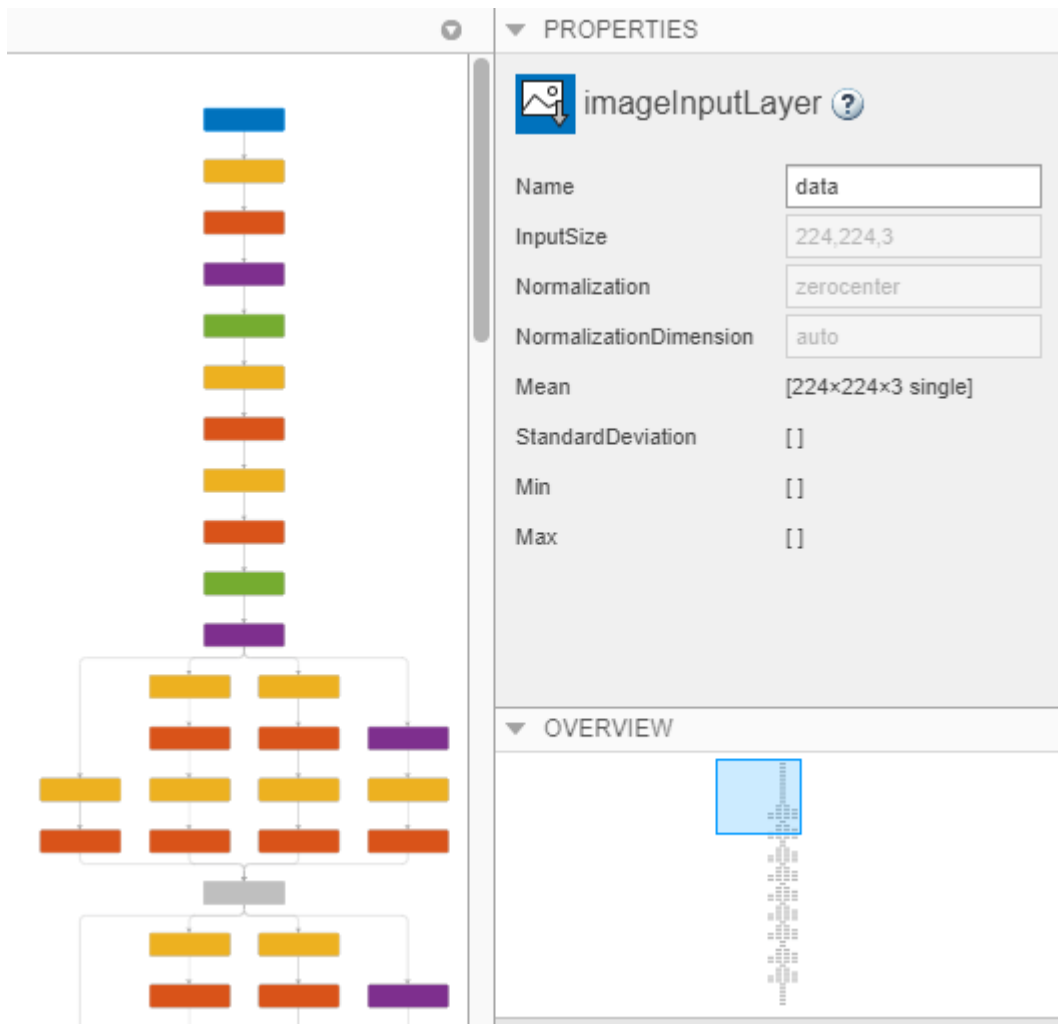 PROPERTIES
imageInputLayer ?
Name data
InputSize 224,224,3
Normalization zerocenter
NormalizationDimension auto
Mean [224×224×3 single]
StandardDeviation [ ]
Min [ ]
Max [ ]
OVERVIEW